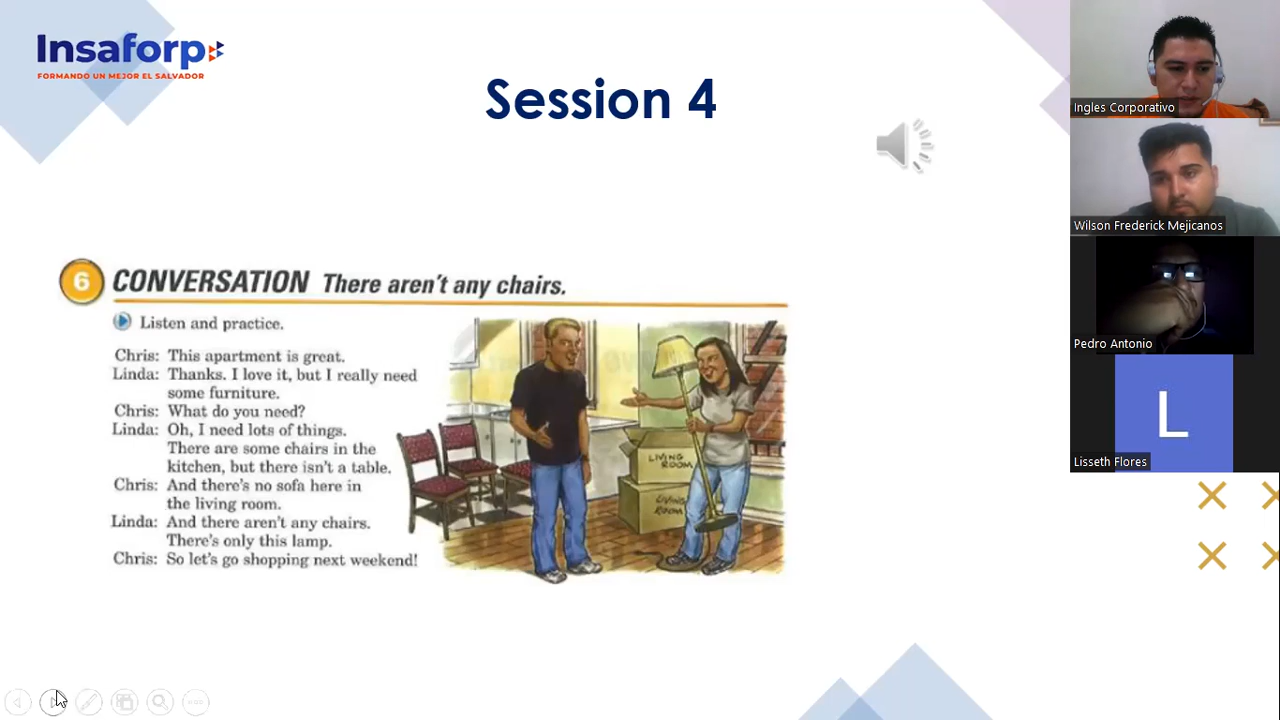 Insaforp
FORMANDO UN MEJOR EL SALVADOR
Session 4
6 CONVERSATION There aren't any chairs.
Listen and practice.
Chris: This apartment is great.
Linda: Thanks. I love it, but I really need
some furniture.
Chris: What do you need?
Linda: Oh, I need lots of things.
There are some chairs in the
kitchen, but there isn't a table.
Chris: And there's no sofa here in
the living room.
Linda: And there aren't any chairs.
There's only this lamp.
Chris: So let's go shopping next weekend!
LIVING
ROOM
LIVING
ROOM
Ingles Corporativo
Wilson Frederick Mejicanos
Pedro Antonio
L
Lisseth Flores